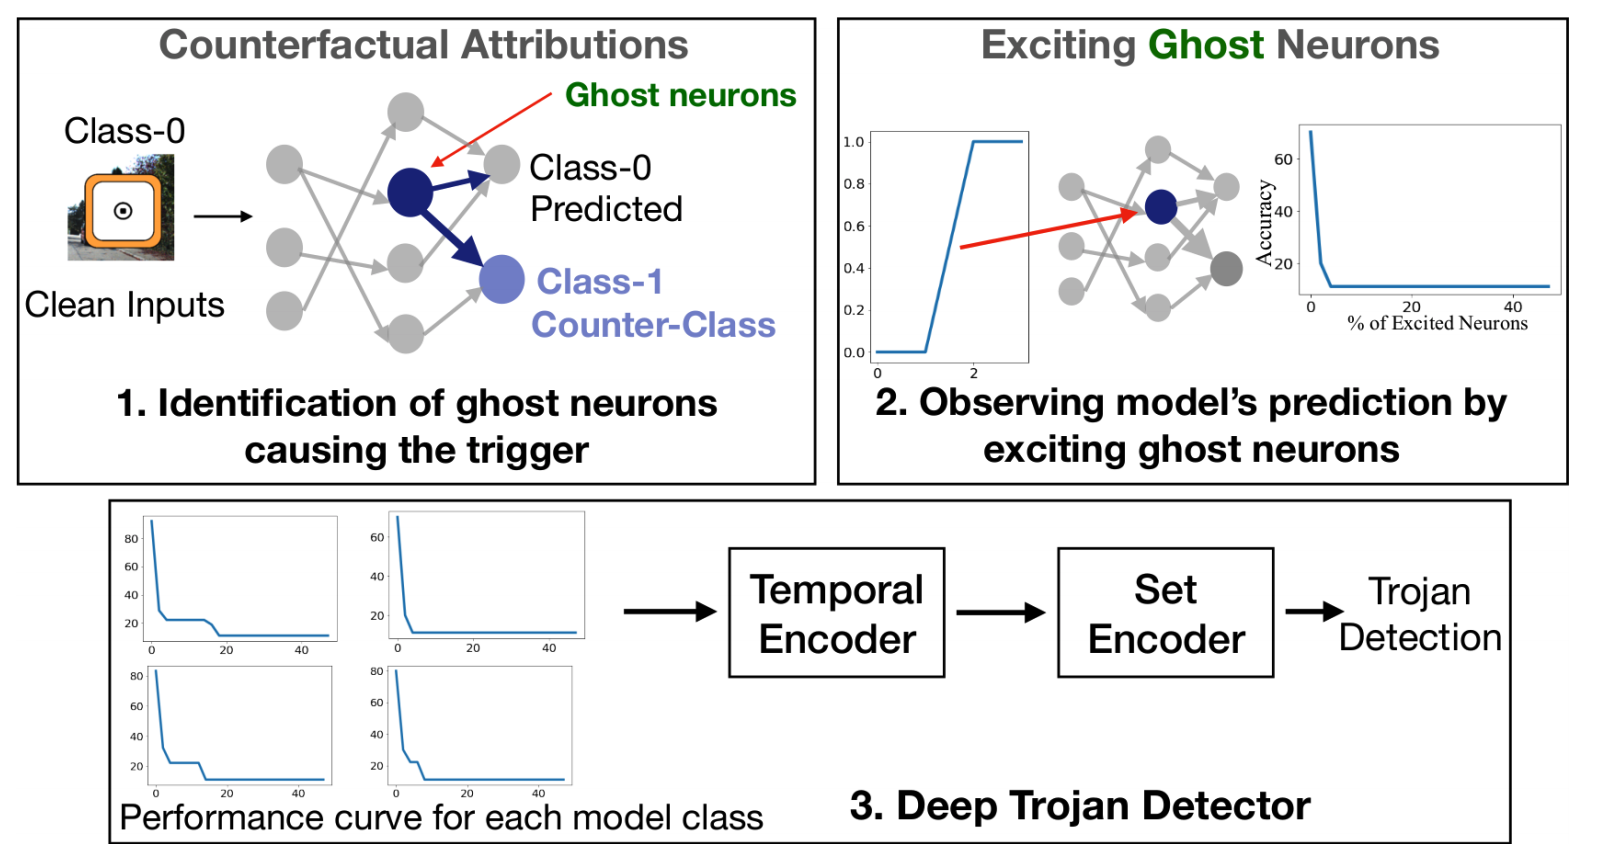 Counterfactual Attributions
Ghost neurons
Class-0
Class-0
Predicted
Clean Inputs
Class-1
Counter-Class
1. Identification of ghost neurons
causing the trigger
Exciting Ghost Neurons
1.0
0.8
0.6
0.4
0.2
0.0
0 2
Accuracy
60
40
20
0 20 40
% of Excited Neurons
2. Observing model's prediction by
exciting ghost neurons
80
60
40
20
0 20 40
60
40
20
0 20 40
80
60
40
20
0 20 40
80
60
40
20
0 20 40
Performance curve for each model class
Temporal
Encoder
Set
Encoder
Trojan
Detection
3. Deep Trojan Detector